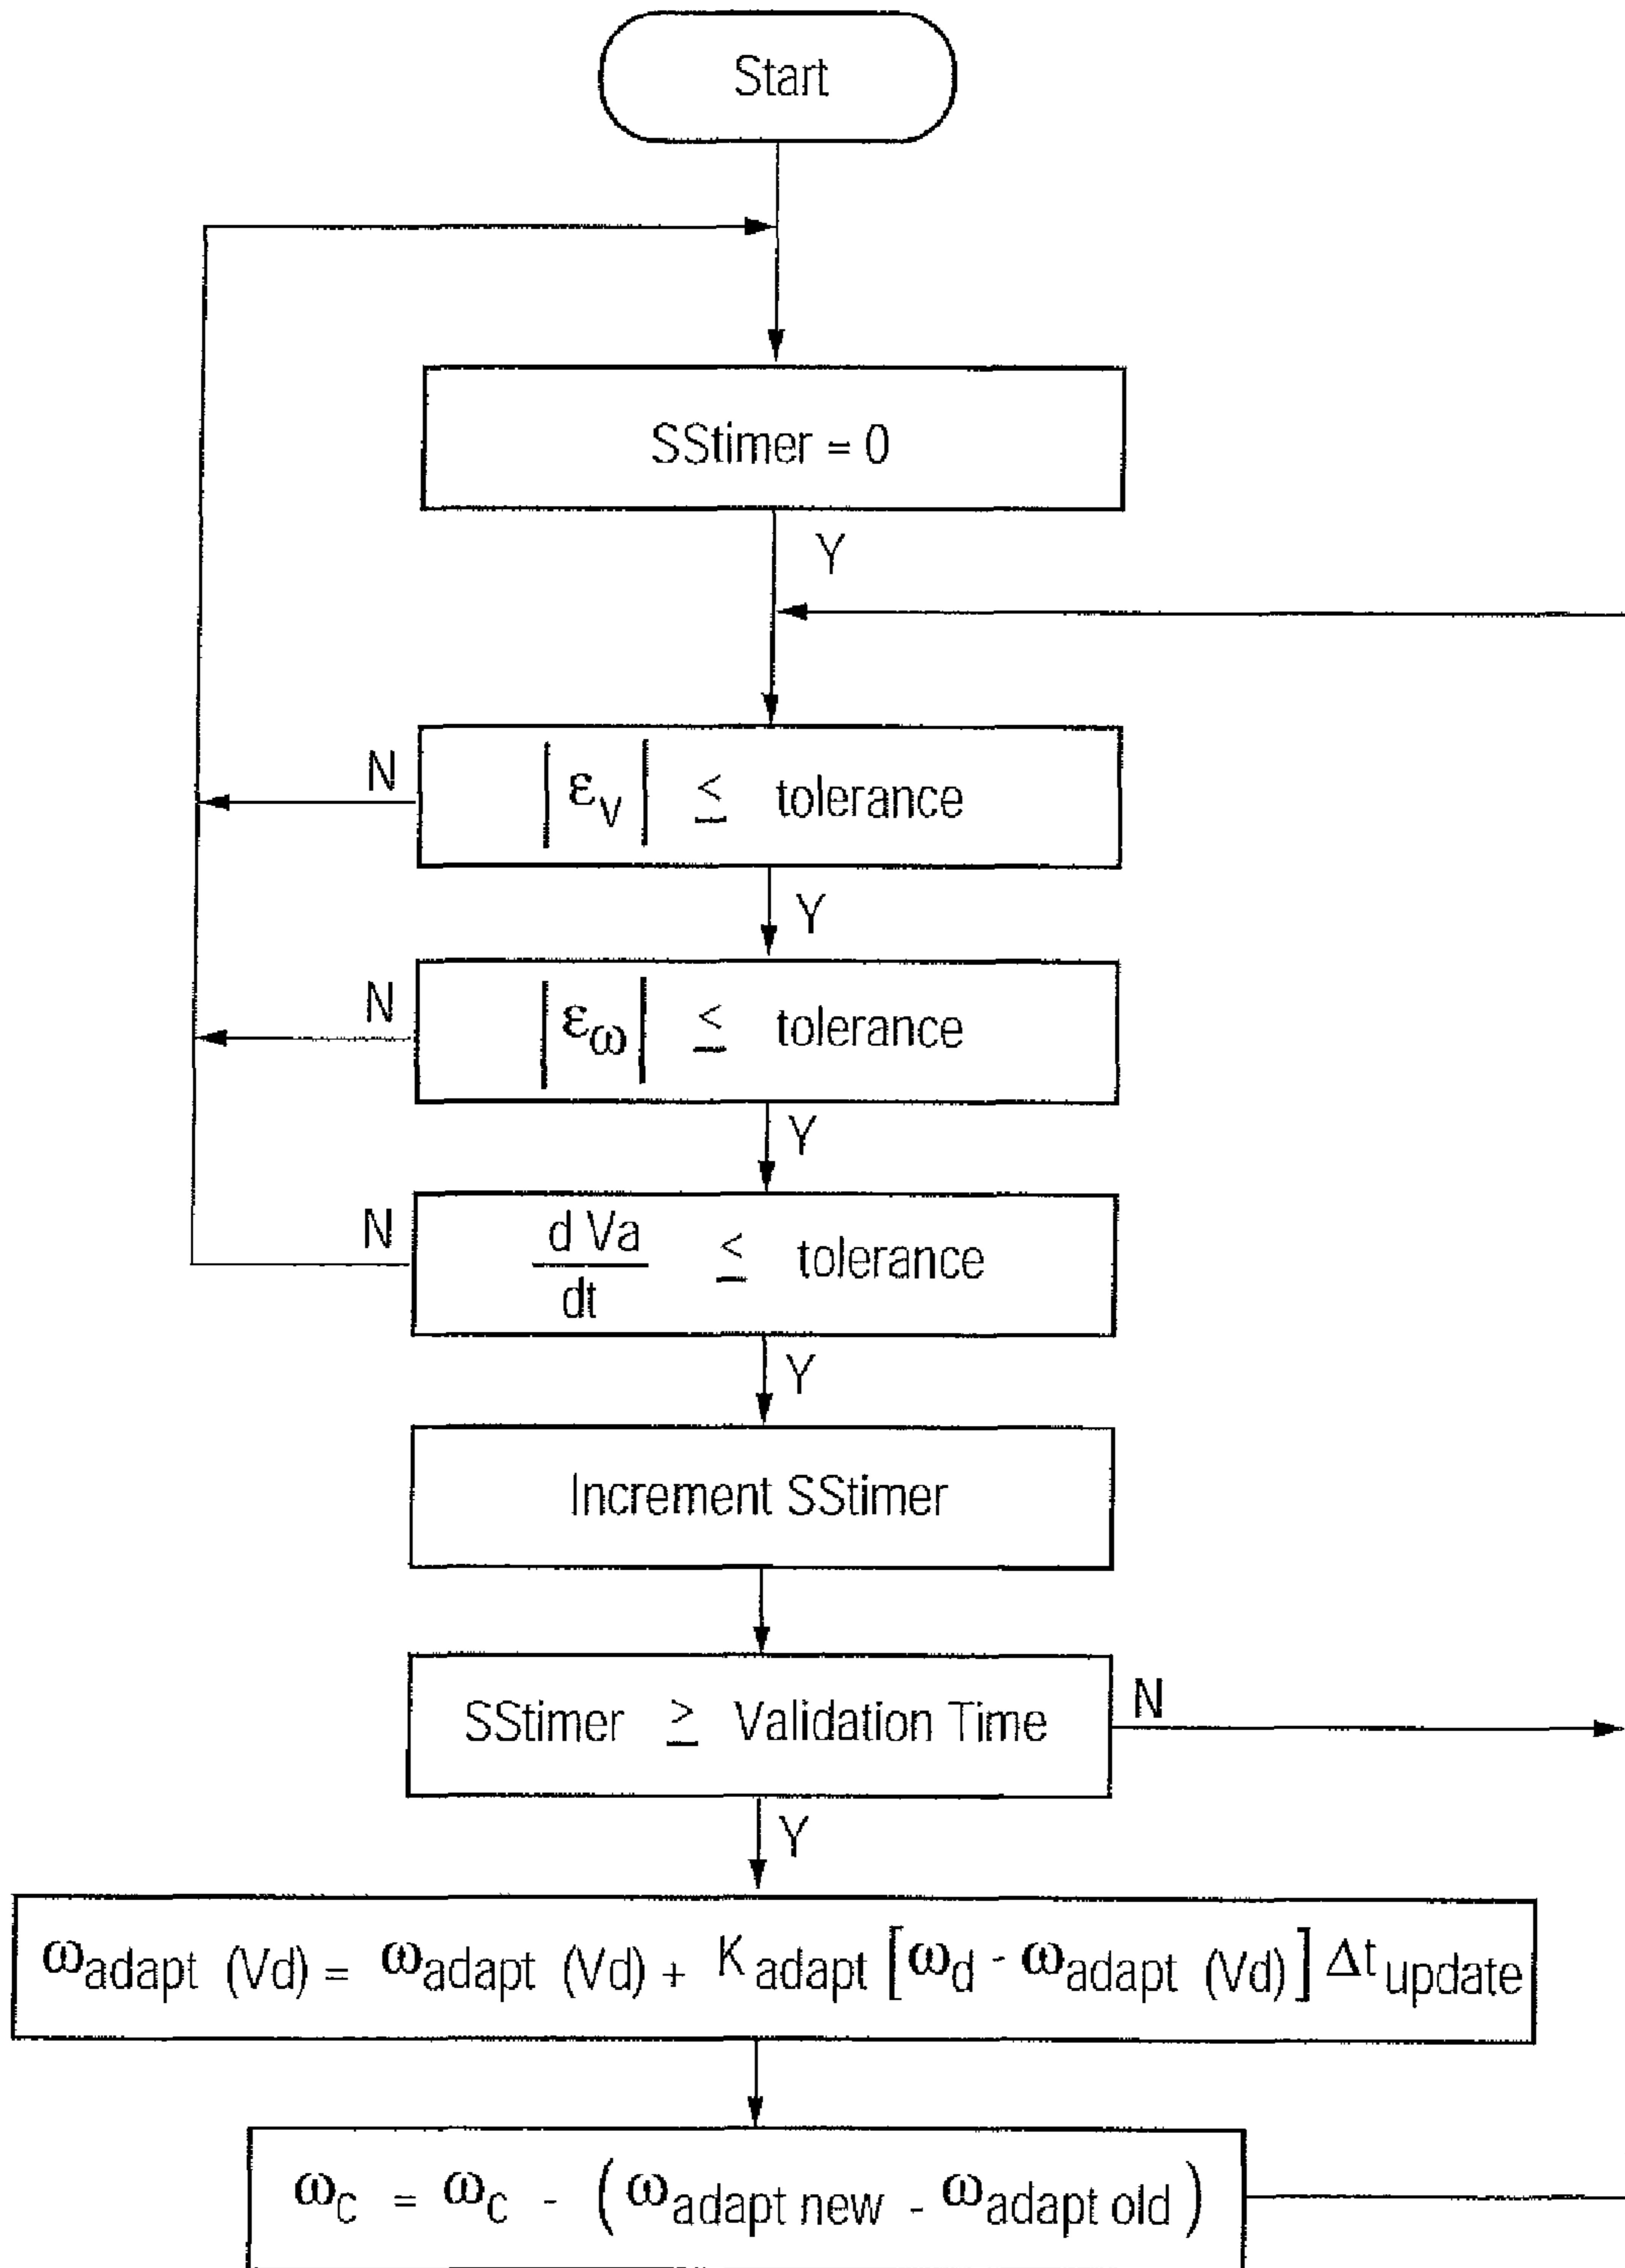 Start
SStimer = 0
Y
N
|εv| ≤ tolerance
Y
N
|εω| ≤ tolerance
Y
N
d Va
dt
≤ tolerance
Y
Increment SStimer
SStimer ≥ Validation Time
N
Y
ωadapt (Vd) = ωadapt (Vd) + Kadapt [ωd - ωadapt (Vd)] Δtupdate
ωc = ωc - (ωadapt new - ωadapt old)